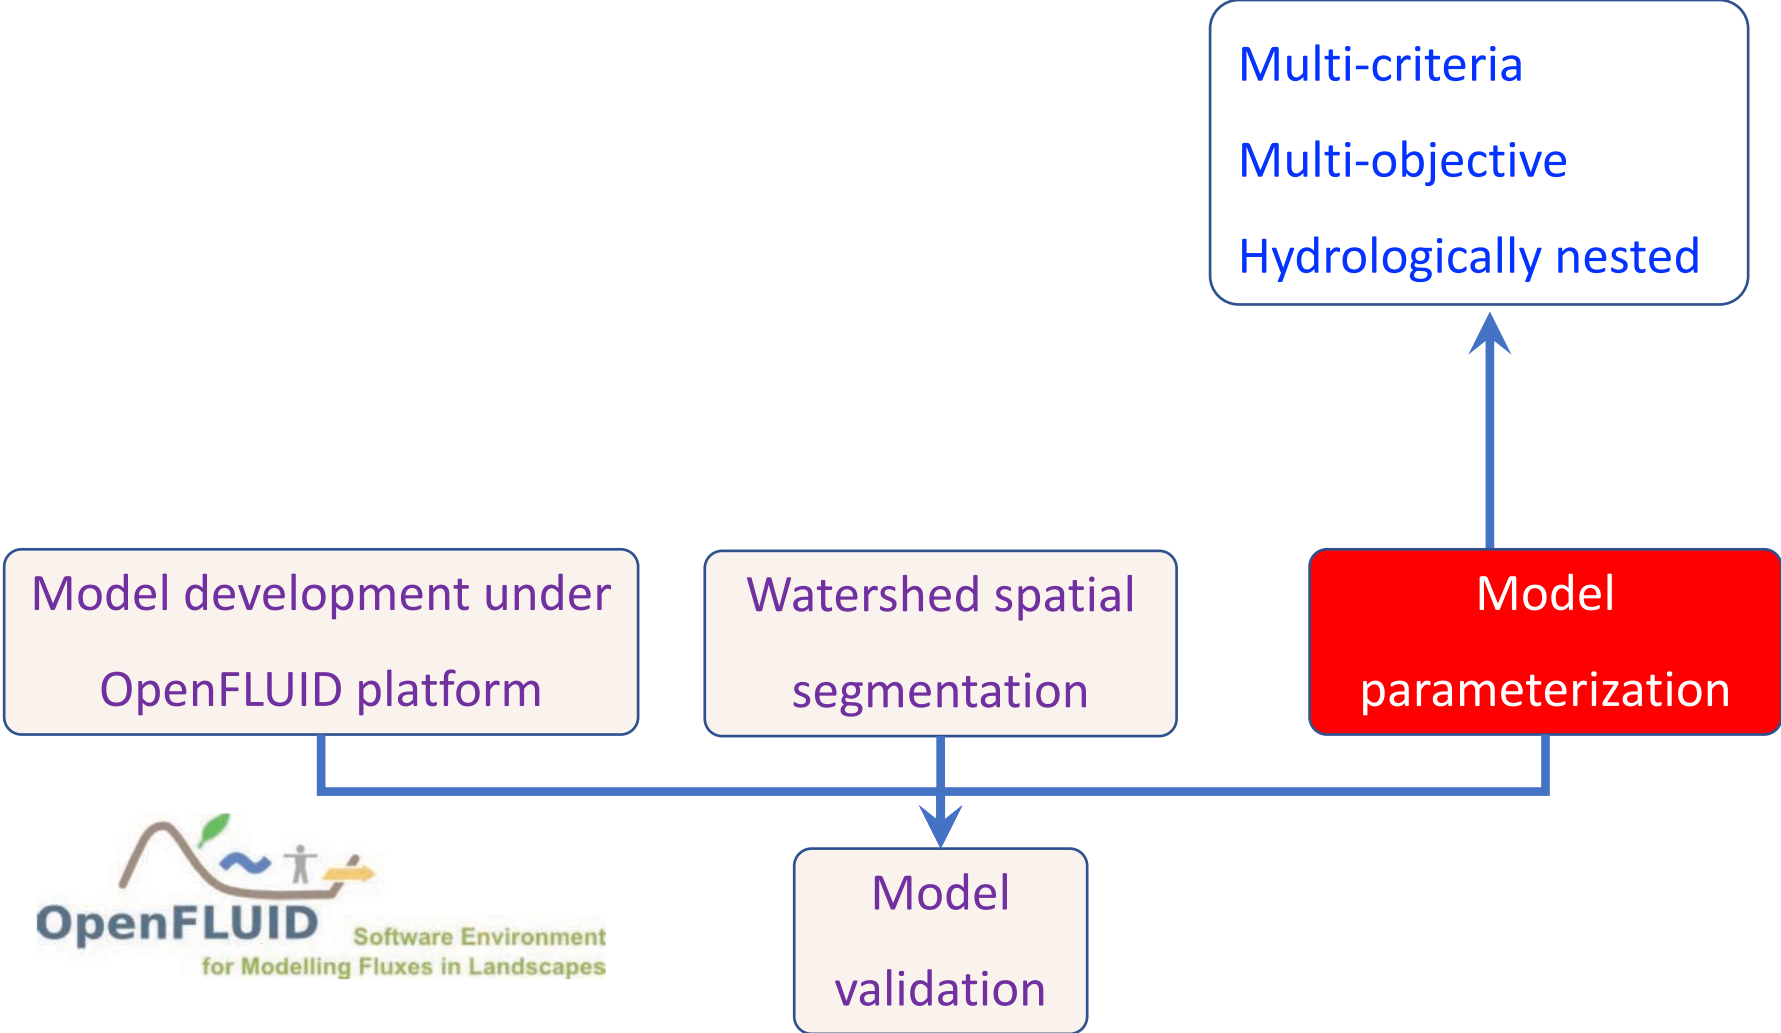 Multi-criteria
Multi-objective
Hydrologically nested
Model development under
OpenFLUID platform
Watershed spatial
segmentation
Model
parameterization
OpenFLUID
Software Environment
for Modelling Fluxes in Landscapes
Model
validation